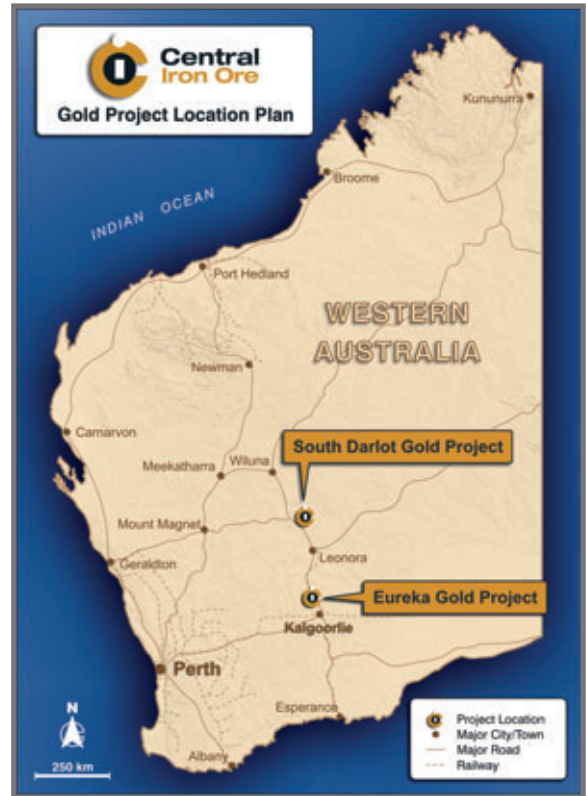 Central
Iron Ore
Gold Project Location Plan
Kununurra
Broome
INDIAN OCEAN
Port Hedland
WESTERN
AUSTRALIA
Newman
Carnarvon
South Darlot Gold Project
Meekatharra
Wiluna
Mount Magnet
Leonora
Geraldton
Eureka Gold Project
Kalgoorlie
Perth
Esperance
N
Project Location
Major City/Town
Major Road
Railway
Albany
250 km